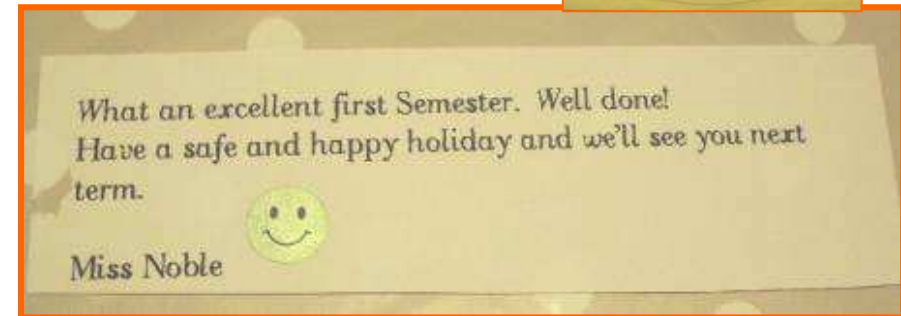 What an excellent first Semester. Well done!
Have a safe and happy holiday and we'll see you next
term.
Miss Noble